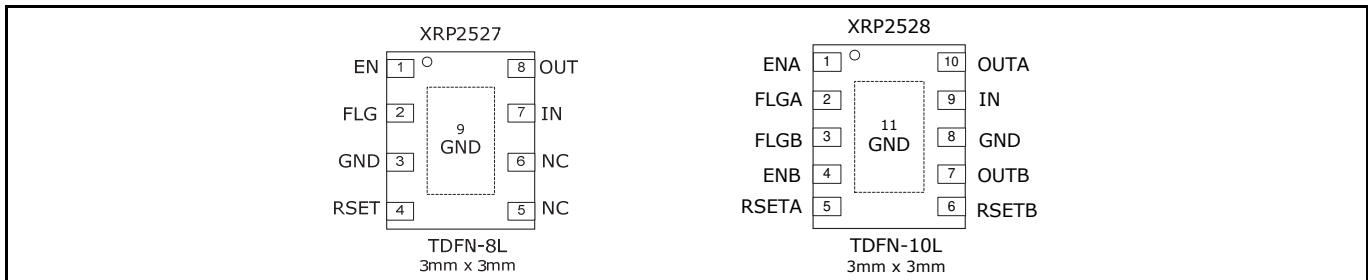 XRP2527
EN 1 8 OUT
FLG 2 7 IN
9
GND
GND 3 6 NC
RSET 4 5 NC
TDFN-8L
3mm x 3mm
XRP2528
ENA 1 10 OUTA
FLGA 2 9 IN
11
GND
FLGB 3 8 GND
ENB 4 7 OUTB
RSETA 5 6 RSETB
TDFN-10L
3mm x 3mm